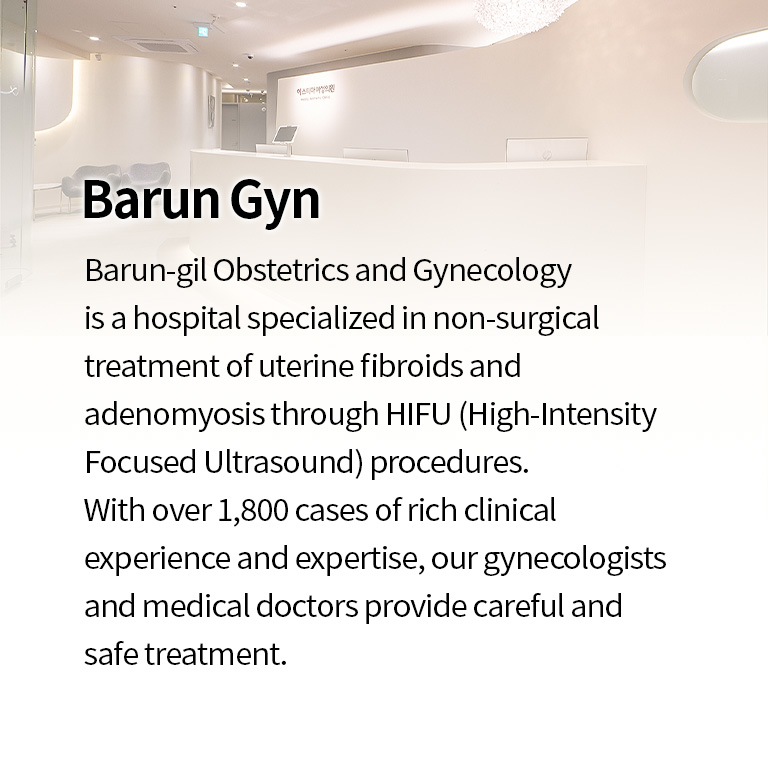 Barun Gyn
Barun-gil Obstetrics and Gynecology
is a hospital specialized in non-surgical
treatment of uterine fibroids and
adenomyosis through HIFU (High-Intensity
Focused Ultrasound) procedures.
With over 1,800 cases of rich clinical
experience and expertise, our gynecologists
and medical doctors provide careful and
safe treatment.